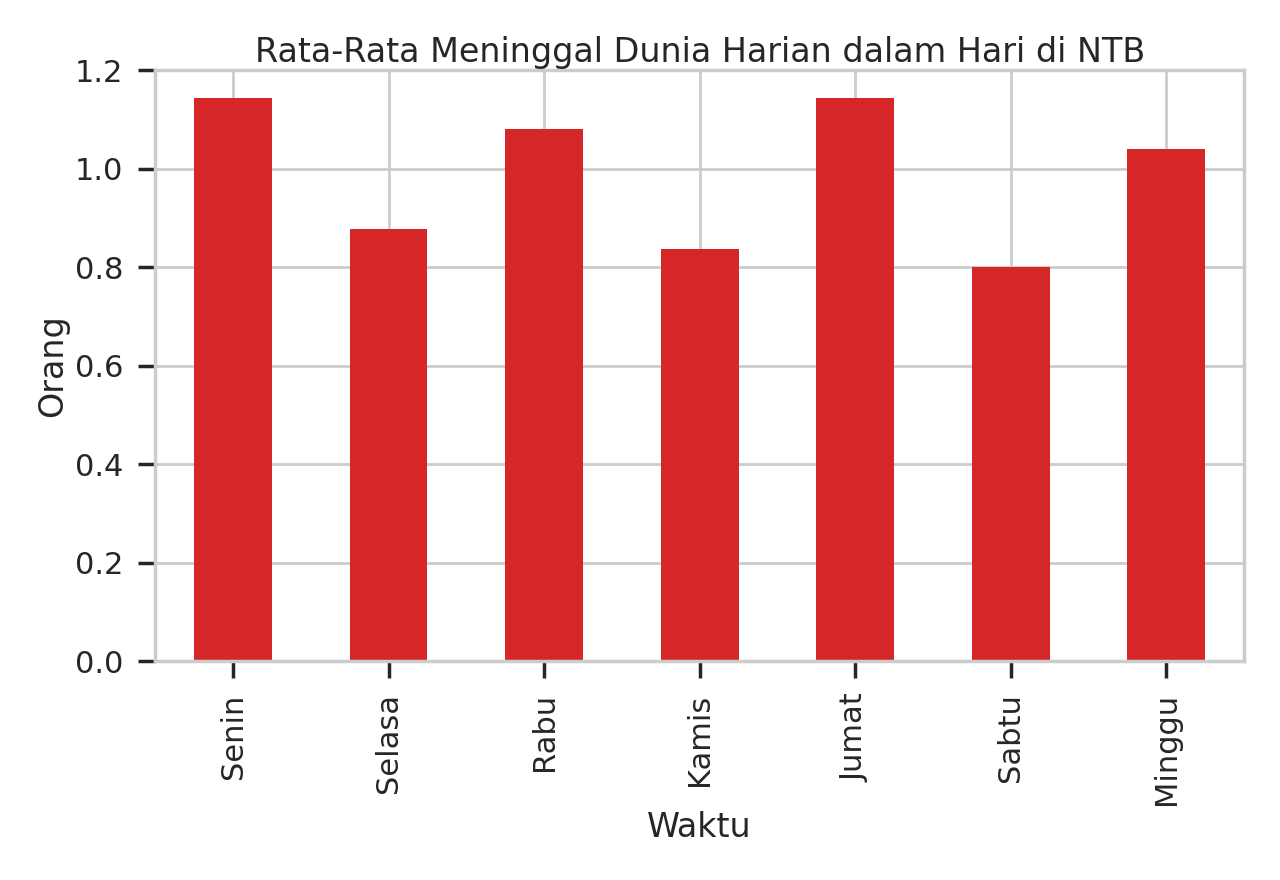 Rata-Rata Meninggal Dunia Harian dalam Hari di NTB
1.2
1.0
0.8
0.6
0.4
0.2
0.0
Orang
Senin
Selasa
Rabu
Kamis
Jumat
Sabtu
Minggu
Waktu